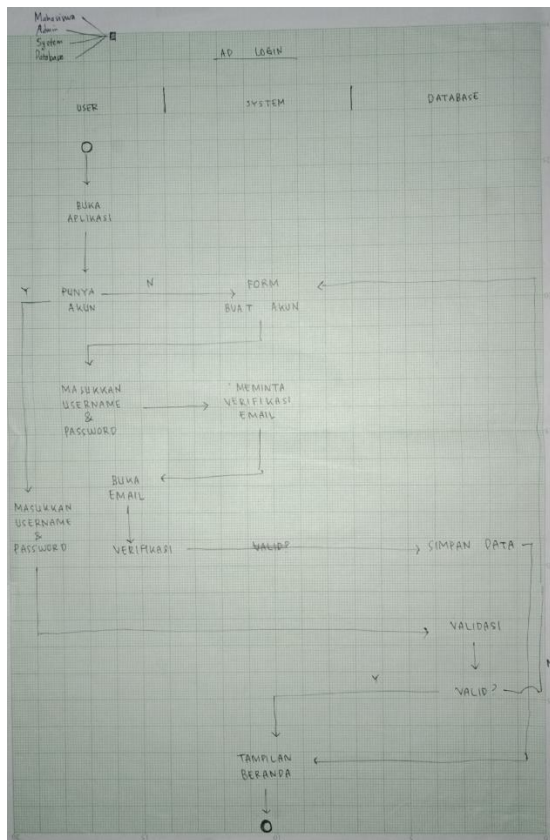 Mahasiswa
Admin
System
Database
AD LOGIN
USER
SYSTEM
DATABASE
BUKA
APLIKASI
Y
PUNYA
AKUN
N
FORM
BUAT AKUN
MASUKKAN
USERNAME
&
PASSWORD
MEMINTA
VERIFIKASI
EMAIL
BUKA
EMAIL
MASUKKAN
USERNAME
&
PASSWORD
VERIFIKASI
VALID?
SIMPAN DATA
VALIDASI
VALID?
N
Y
TAMPILAN
BERANDA